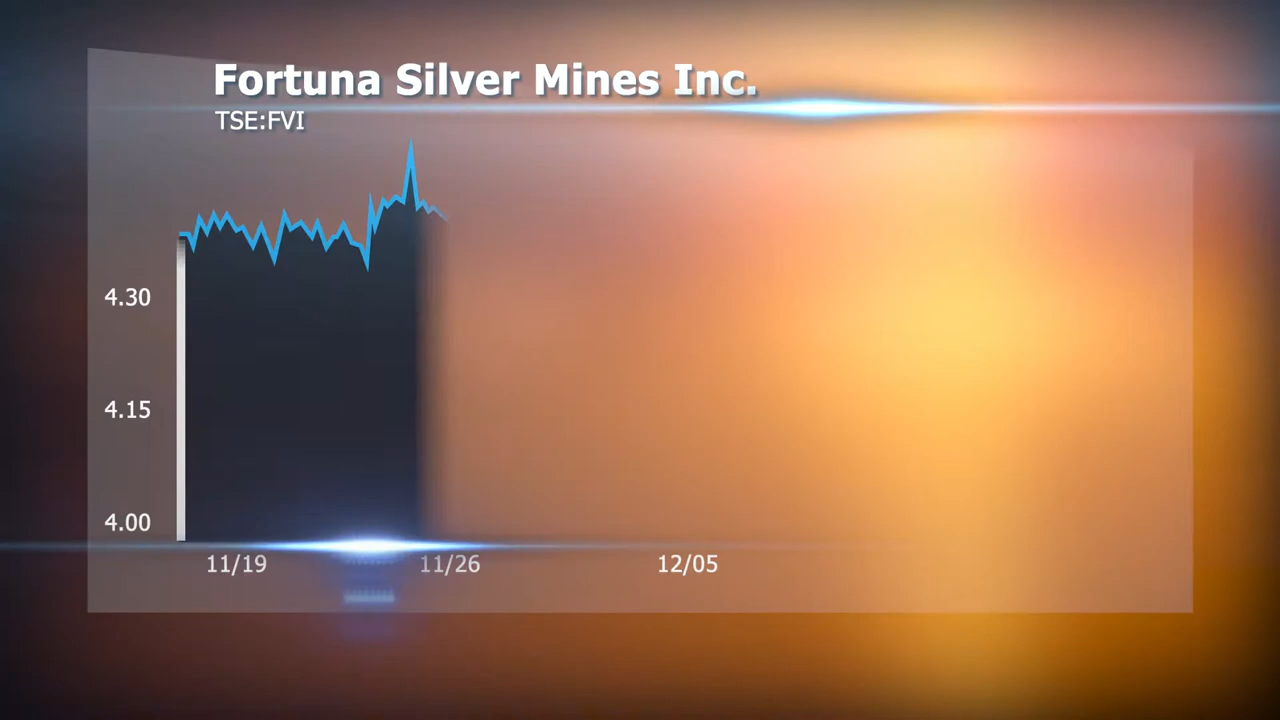 Fortuna Silver Mines Inc.
TSE:FVI
4.30
4.15
4.00
11/19 11/26 12/05